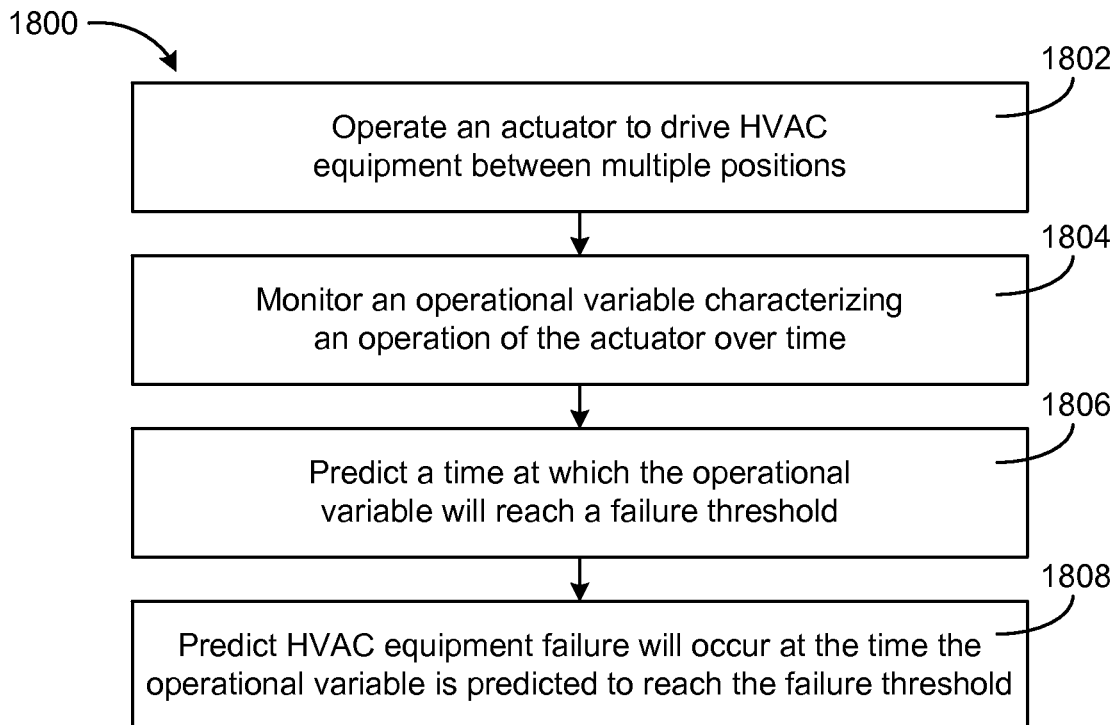 1800
1802
Operate an actuator to drive HVAC
equipment between multiple positions
1804
Monitor an operational variable characterizing
an operation of the actuator over time
1806
Predict a time at which the operational
variable will reach a failure threshold
1808
Predict HVAC equipment failure will occur at the time the
operational variable is predicted to reach the failure threshold